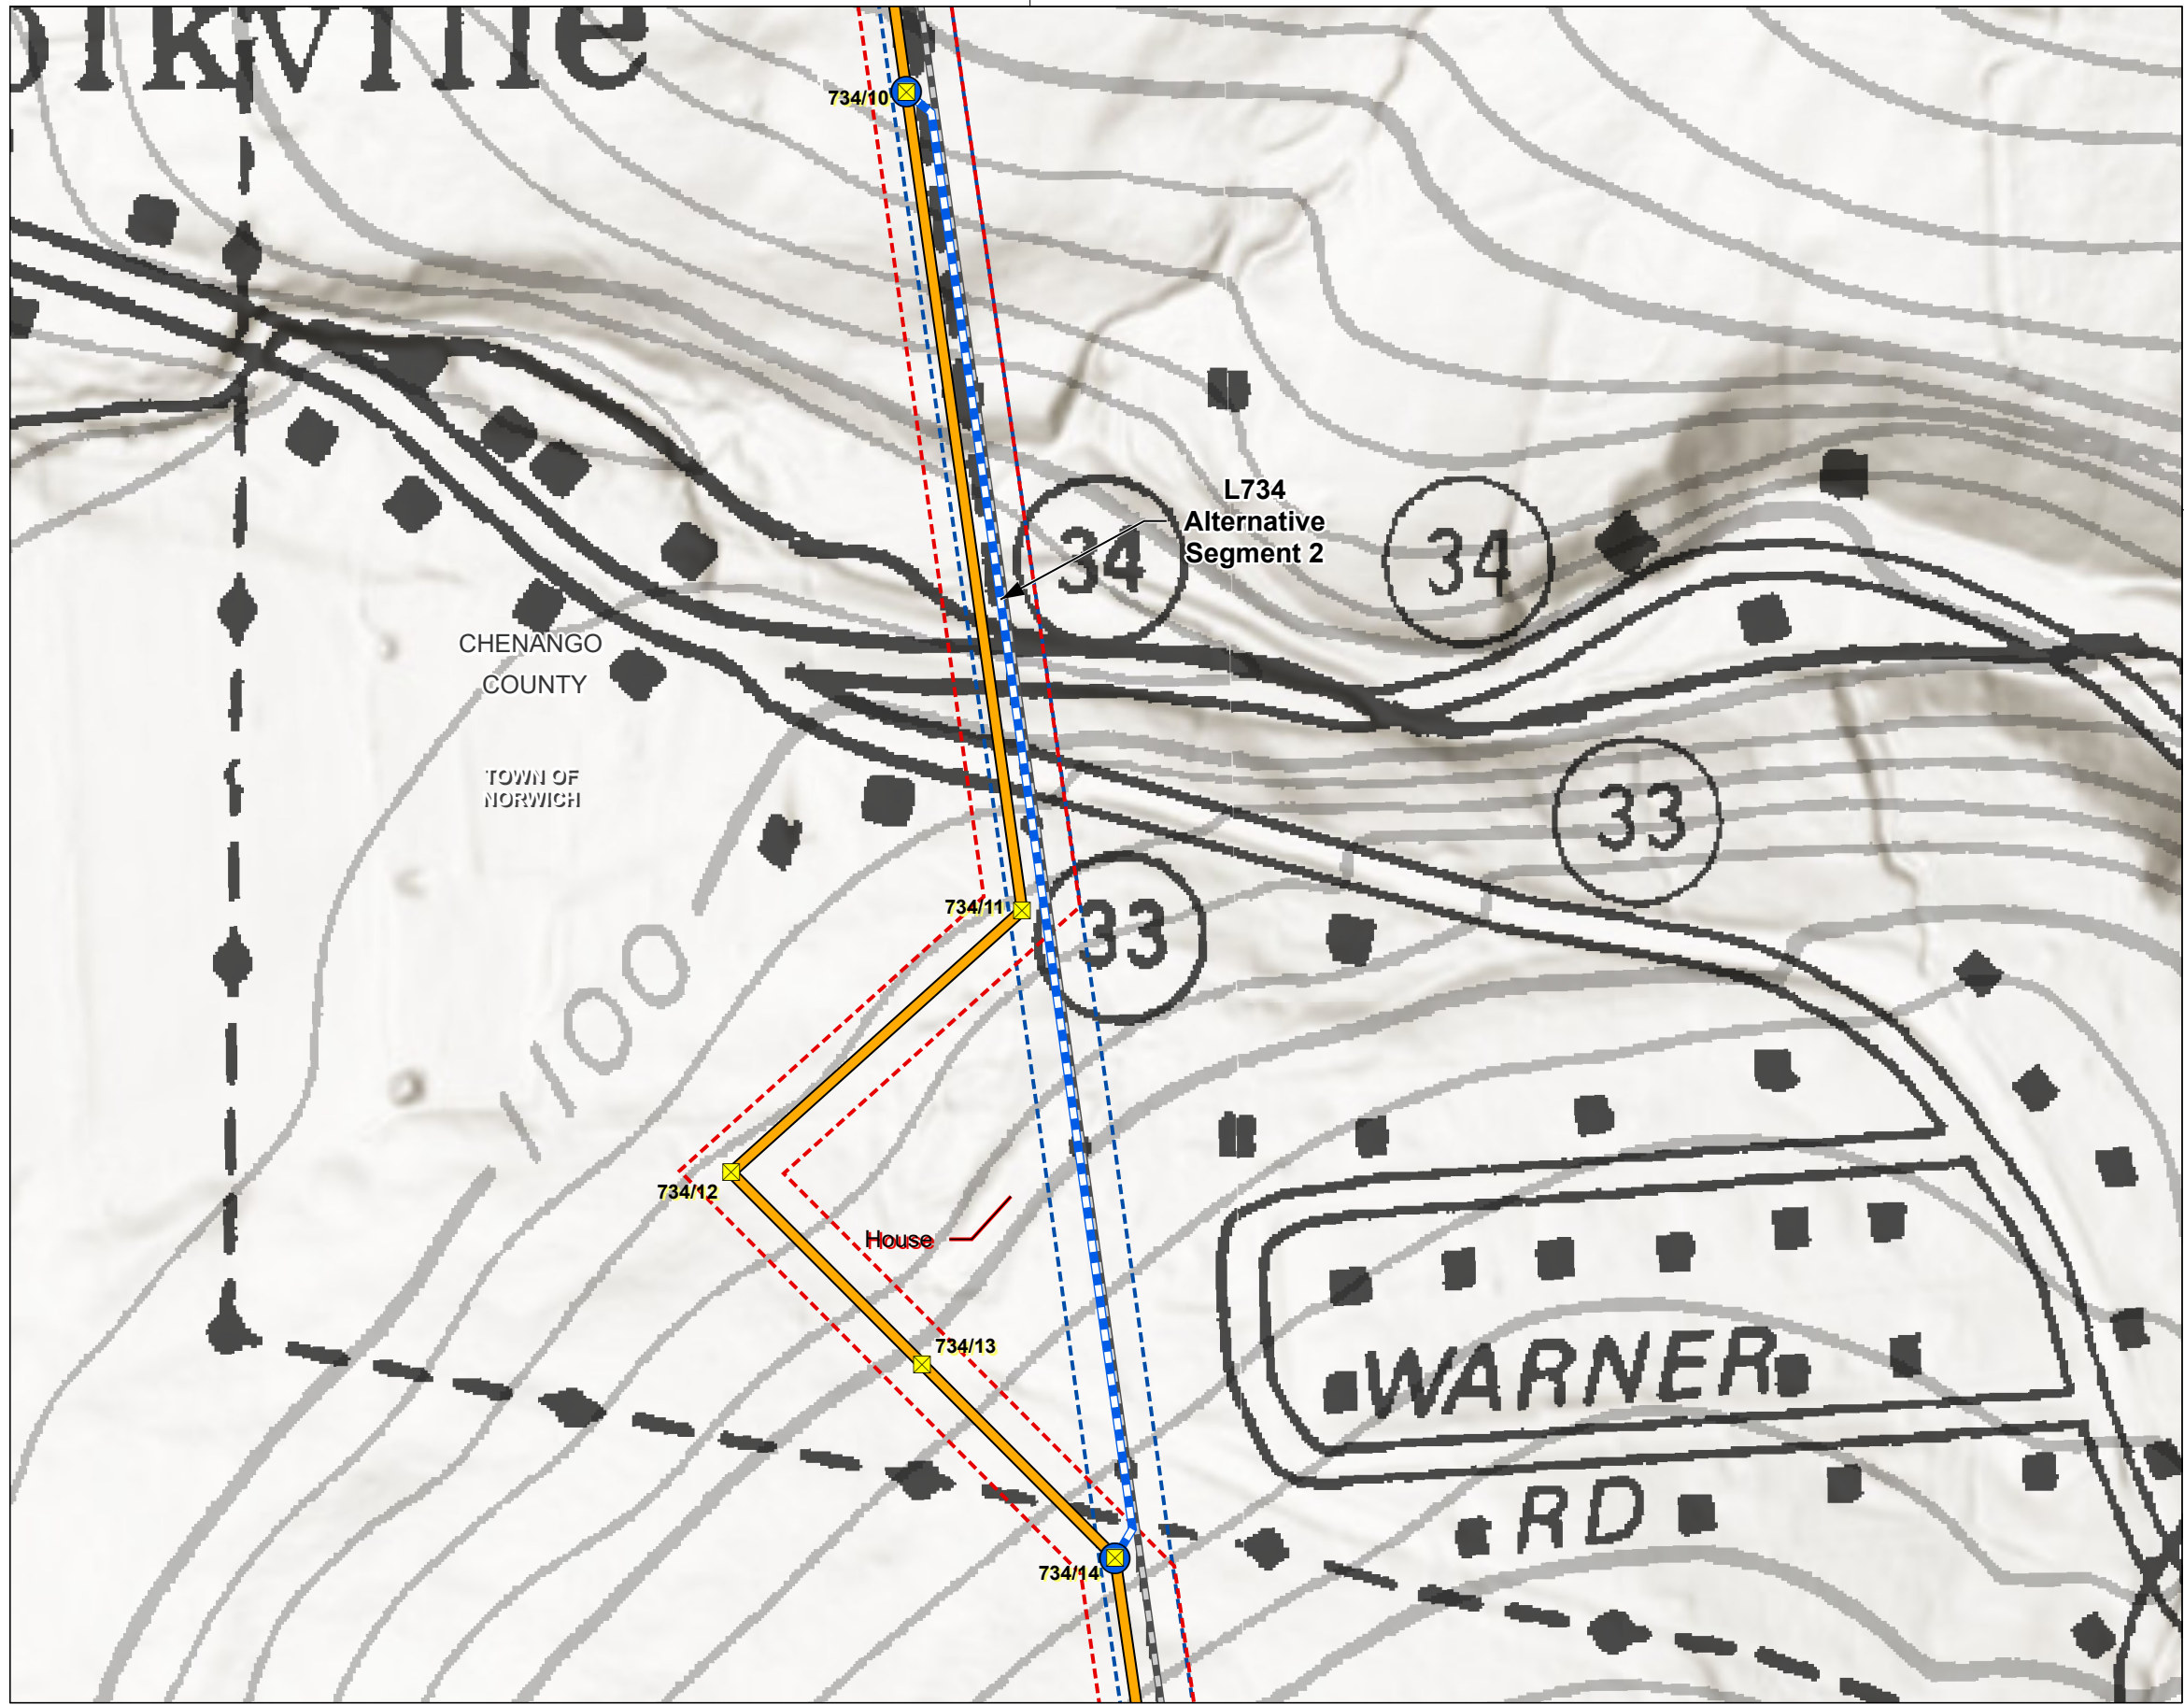 734/10
L734
Alternative
Segment 2
34
34
CHENANGO
COUNTY
TOWN OF
NORWICH
33
734/11
33
1100
734/12
House
734/13
WARNER
RD
734/14